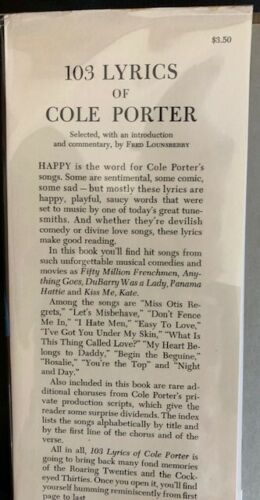 $3.50
103 LYRICS
OF
COLE PORTER
Selected, with an introduction
and commentary, by FRED LOUNSBERRY
HAPPY is the word for Cole Porter's
songs. Some are sentimental, some comic,
some sad — but mostly these lyrics are
happy, playful, saucy words that were
set to music by one of today's great tune-
smiths. And whether they're devilish
comedy or divine love songs, these lyrics
make good reading.
In this book you'll find hit songs from
such unforgettable musical comedies and
movies as Fifty Million Frenchmen, Any-
thing Goes, DuBarry Was a Lady, Panama
Hattie and Kiss Me, Kate.
Among the songs are "Miss Otis Re-
grets," "Let's Misbehave," "Don't Fence
Me In," "I Hate Men," "Easy To Love,"
"I've Got You Under My Skin," "What Is
This Thing Called Love?" "My Heart Be-
longs to Daddy," "Begin the Beguine,"
"Rosalie," "You're the Top" and "Night
and Day."
Also included in this book are rare ad-
ditional choruses from Cole Porter's pri-
vate production scripts, which give the
reader some surprise dividends. The index
lists the songs alphabetically by title and
by the first line of the chorus and of the
verse.
All in all, 103 Lyrics of Cole Porter is
going to bring back many fond memories
of the Roaring Twenties and the Cock-
eyed Thirties. Once you open it, you'll find
yourself humming reminiscently from first
page to last.